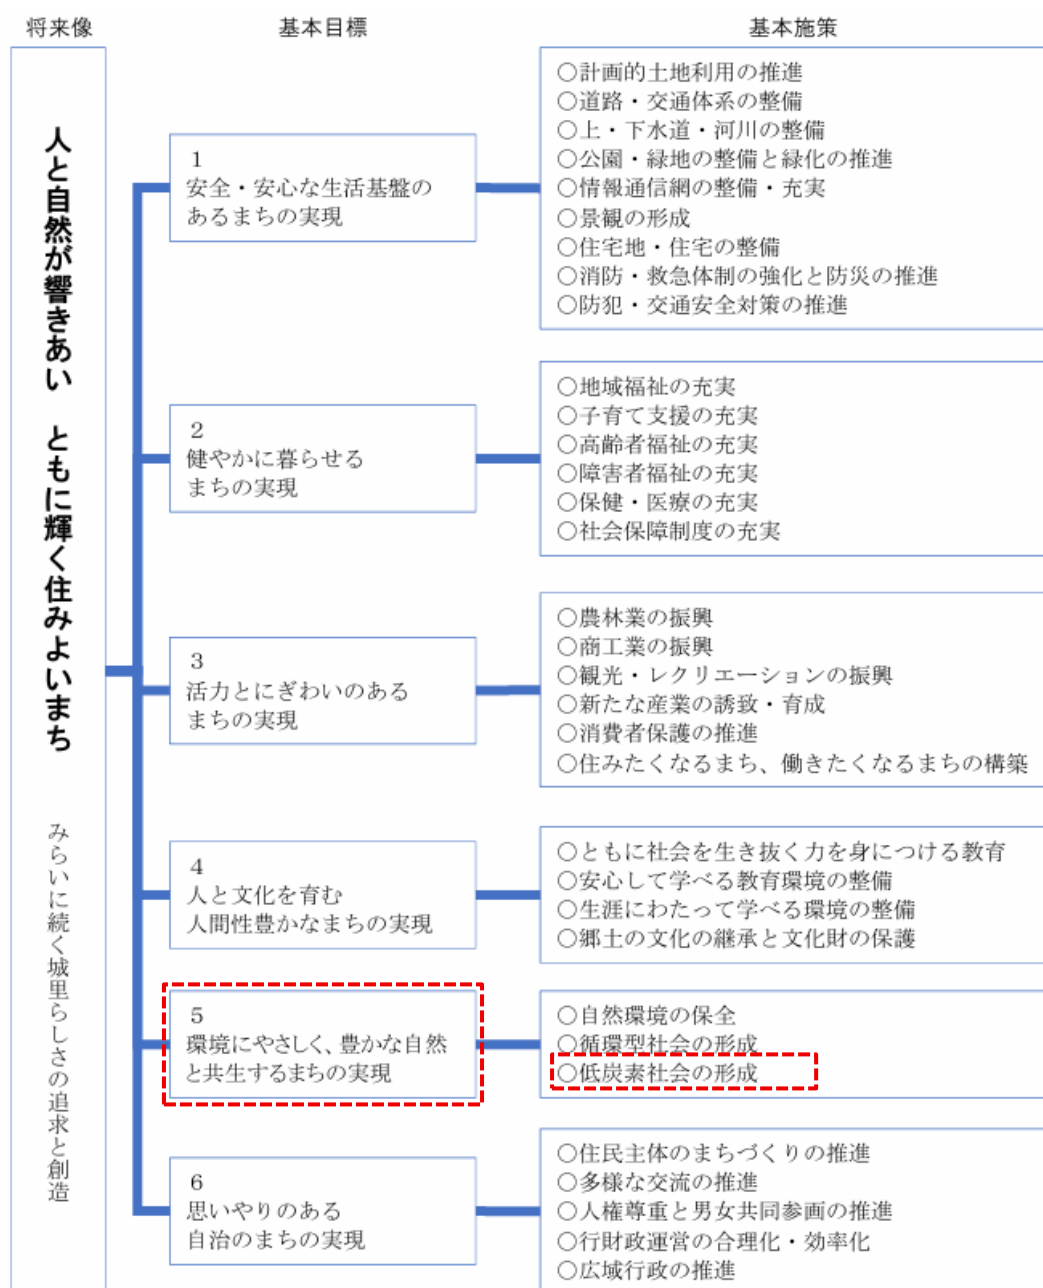 将来像
基本目標
基本施策
人と自然が響きあい　ともに輝く住みよいまち
みらいに続く城里らしさの追求と創造
1
安全・安心な生活基盤の
あるまちの実現
○計画的土地利用の推進
○道路・交通体系の整備
○上・下水道・河川の整備
○公園・緑地の整備と緑化の推進
○情報通信網の整備・充実
○景観の形成
○住宅地・住宅の整備
○消防・救急体制の強化と防災の推進
○防犯・交通安全対策の推進
2
健やかに暮らせる
まちの実現
○地域福祉の充実
○子育て支援の充実
○高齢者福祉の充実
○障害者福祉の充実
○保健・医療の充実
○社会保障制度の充実
3
活力とにぎわいのある
まちの実現
○農林業の振興
○商工業の振興
○観光・レクリエーションの振興
○新たな産業の誘致・育成
○消費者保護の推進
○住みたくなるまち、働きたくなるまちの構築
4
人と文化を育む
人間性豊かなまちの実現
○ともに社会を生き抜く力を身につける教育
○安心して学べる教育環境の整備
○生涯にわたって学べる環境の整備
○郷土の文化の継承と文化財の保護
5
環境にやさしく、豊かな自然
と共生するまちの実現
○自然環境の保全
○循環型社会の形成
○低炭素社会の形成
6
思いやりのある
自治のまちの実現
○住民主体のまちづくりの推進
○多様な交流の推進
○人権尊重と男女共同参画の推進
○行財政運営の合理化・効率化
○広域行政の推進